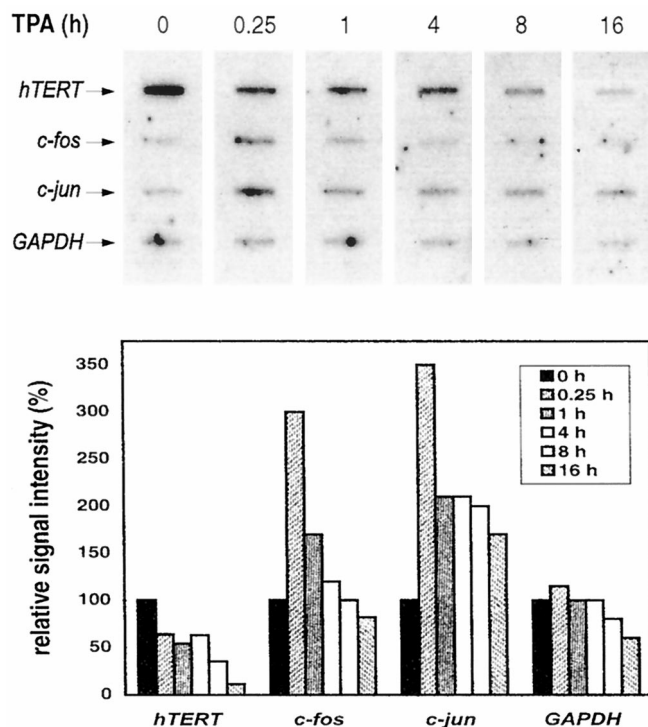 TPA (h) 0 0.25 1 4 8 16
hTERT
c-fos
c-jun
GAPDH
relative signal intensity (%)
350
300
250
200
150
100
50
0
0 h
0.25 h
1 h
4 h
8 h
16 h
hTERT c-fos c-jun GAPDH